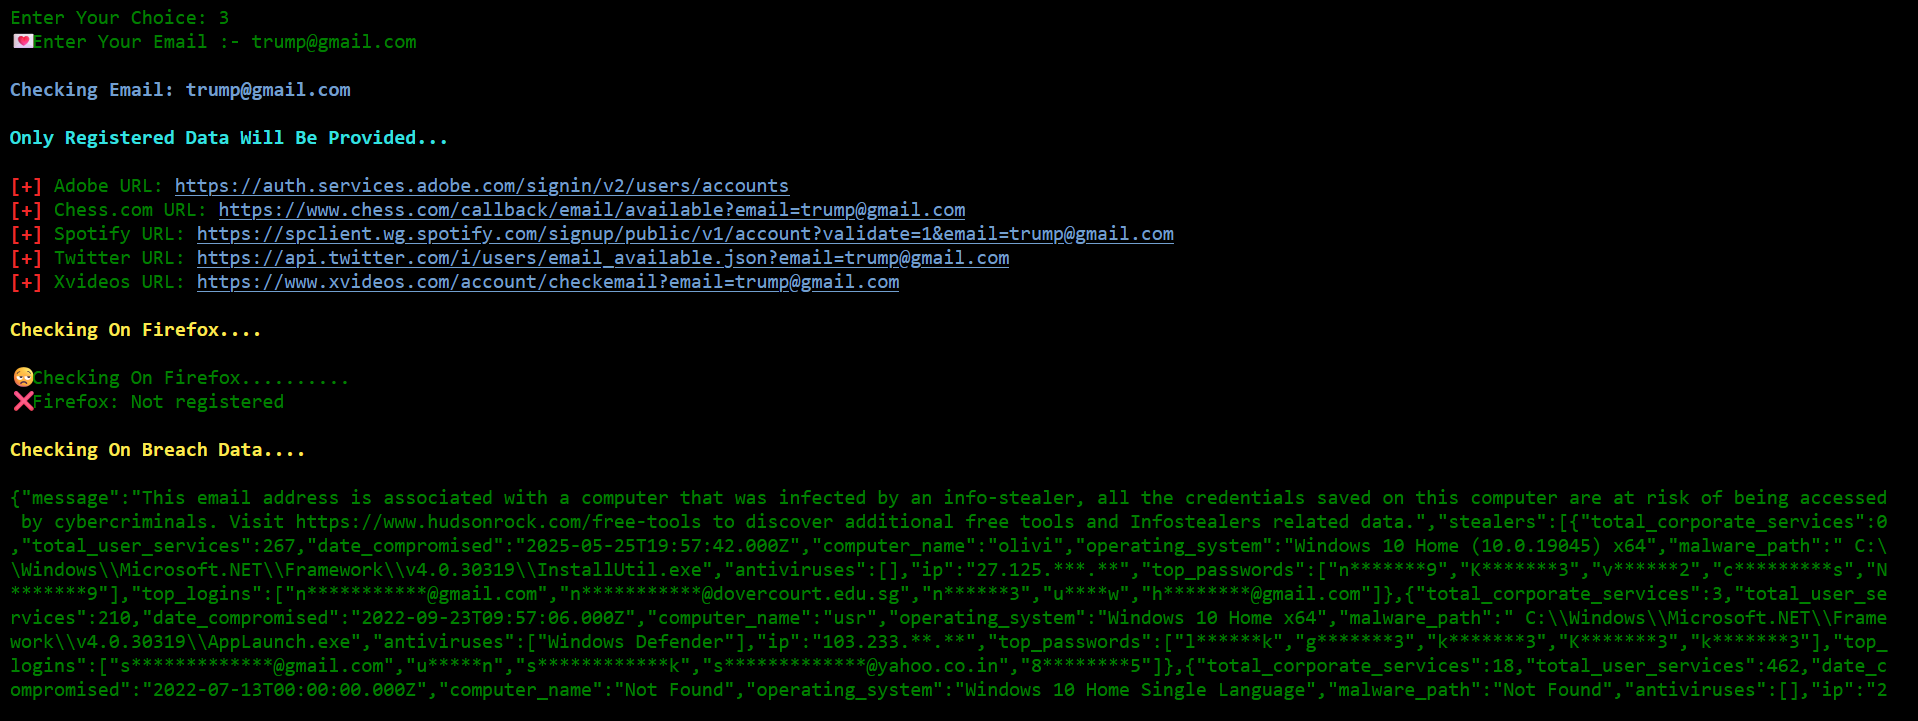 Enter Your Choice: 3
💌Enter Your Email :- trump@gmail.com
Checking Email: trump@gmail.com
Only Registered Data Will Be Provided...
[+] Adobe URL: https://auth.services.adobe.com/signin/v2/users/accounts
[+] Chess.com URL: https://www.chess.com/callback/email/available?email=trump@gmail.com
[+] Spotify URL: https://spclient.wg.spotify.com/signup/public/v1/account?validate=1&email=trump@gmail.com
[+] Twitter URL: https://api.twitter.com/i/users/email_available.json?email=trump@gmail.com
[+] Xvideos URL: https://www.xvideos.com/account/checkemail?email=trump@gmail.com
Checking On Firefox....
😥Checking On Firefox..........
❌Firefox: Not registered
Checking On Breach Data....
{"message":"This email address is associated with a computer that was infected by an info-stealer, all the credentials saved on this computer are at risk of being accessed
 by cybercriminals. Visit https://www.hudsonrock.com/free-tools to discover additional free tools and Infostealers related data.","stealers":[{"total_corporate_services":0
,"total_user_services":267,"date_compromised":"2025-05-25T19:57:42.000Z","computer_name":"olivi","operating_system":"Windows 10 Home (10.0.19045) x64","malware_path":" C:\
\Windows\\Microsoft.NET\\Framework\\v4.0.30319\\InstallUtil.exe","antiviruses":[],"ip":"27.125.***.**","top_passwords":["n*******9","K*******3","v******2","c*********s","N
*******9"],"top_logins":["n***********@gmail.com","n***********@dovercourt.edu.sg","n******3","u****w","h********@gmail.com"]},{"total_corporate_services":3,"total_user_se
rvices":210,"date_compromised":"2022-09-23T09:57:06.000Z","computer_name":"usr","operating_system":"Windows 10 Home x64","malware_path":" C:\\Windows\\Microsoft.NET\\Frame
work\\v4.0.30319\\AppLaunch.exe","antiviruses":["Windows Defender"],"ip":"103.233.**.**","top_passwords":["l******k","g*******3","k*******3","K*******3","k*******3"],"top_
logins":["s*************@gmail.com","u*****n","s************k","s*************@yahoo.co.in","8********5"]},{"total_corporate_services":18,"total_user_services":462,"date_c
ompromised":"2022-07-13T00:00:00.000Z","computer_name":"Not Found","operating_system":"Windows 10 Home Single Language","malware_path":"Not Found","antiviruses":[],"ip":"2